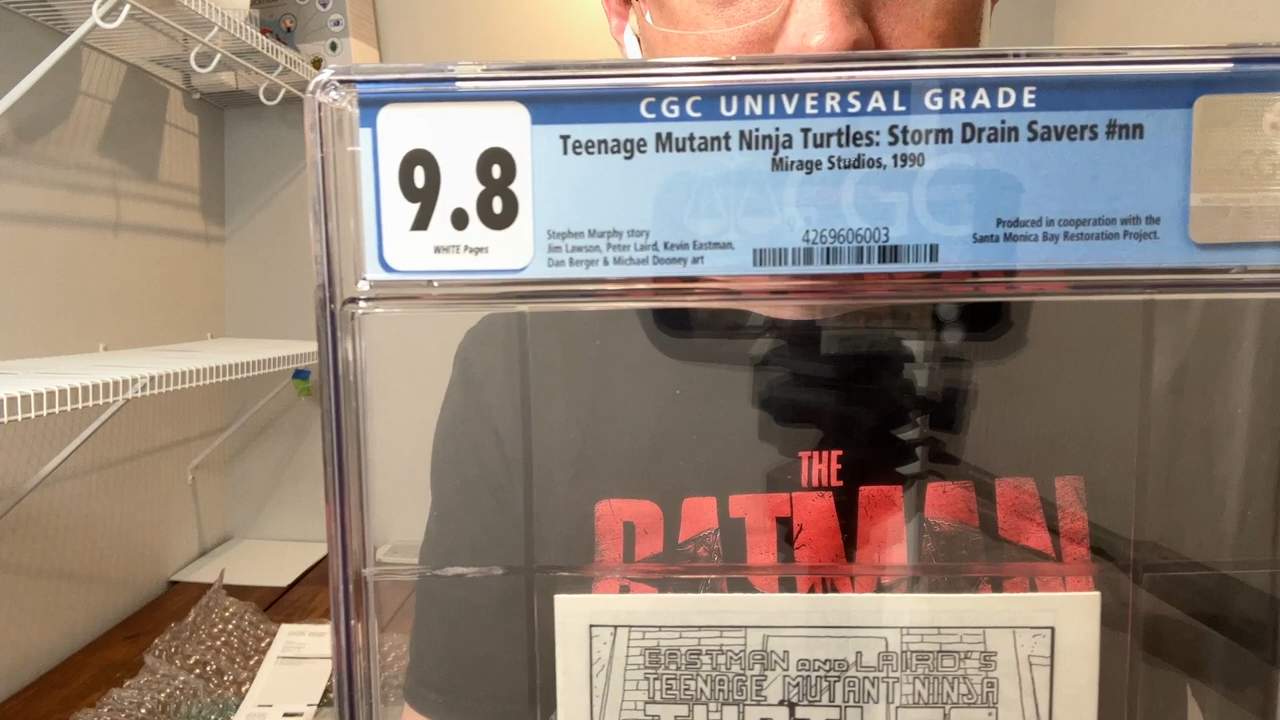 CGC UNIVERSAL GRADE
9.8
WHITE Pages
Teenage Mutant Ninja Turtles: Storm Drain Savers #nn
Mirage Studios, 1990
Stephen Murphy story
Jim Lawson, Peter Laird, Kevin Eastman,
Dan Berger & Michael Dooney art
4269606003
Produced in cooperation with the
Santa Monica Bay Restoration Project.
CGC
THE
BATMAN
EASTMAN AND LAIRD'S
TEENAGE MUTANT NINJA